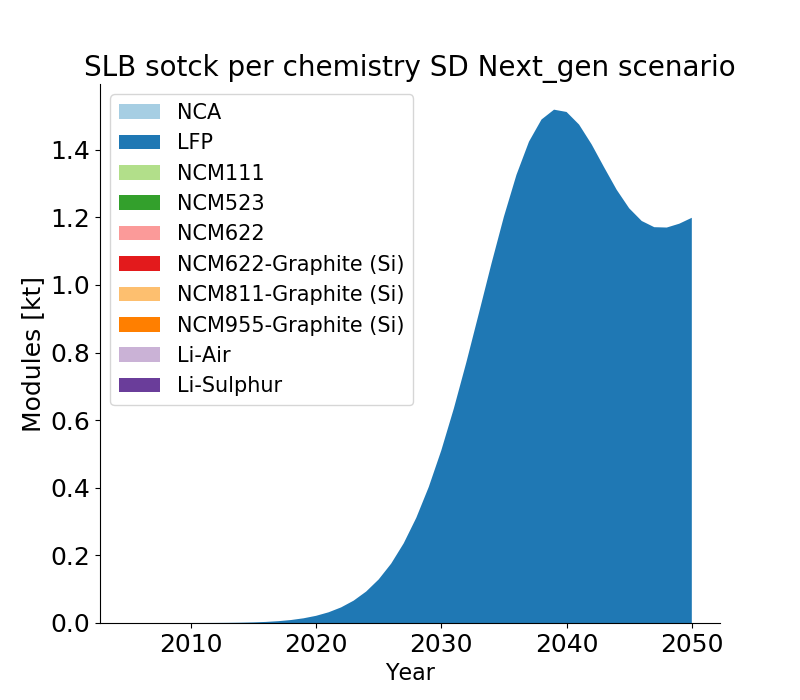 SLB sotck per chemistry SD Next_gen scenario
NCA
LFP
NCM111
NCM523
NCM622
NCM622-Graphite (Si)
NCM811-Graphite (Si)
NCM955-Graphite (Si)
Li-Air
Li-Sulphur
Modules [kt]
1.4
1.2
1.0
0.8
0.6
0.4
0.2
0.0
2010 2020 2030 2040 2050
Year